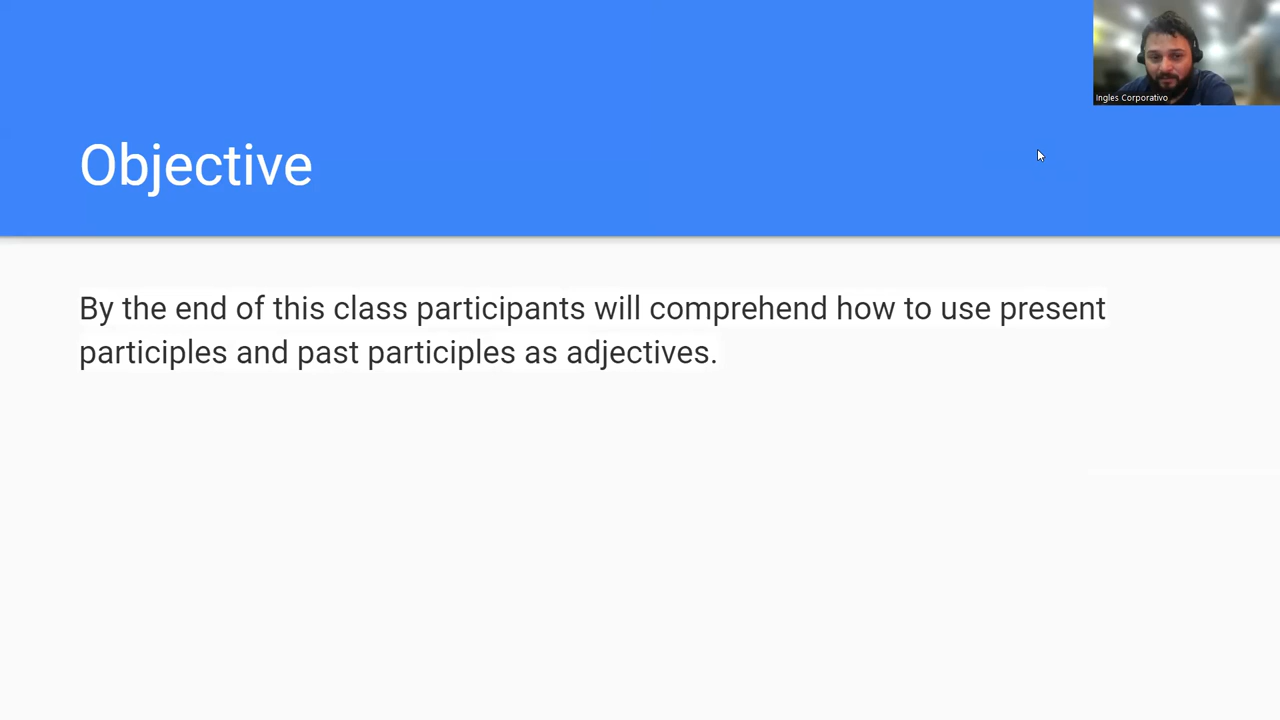 Ingles Corporativo
Objective
By the end of this class participants will comprehend how to use present
participles and past participles as adjectives.